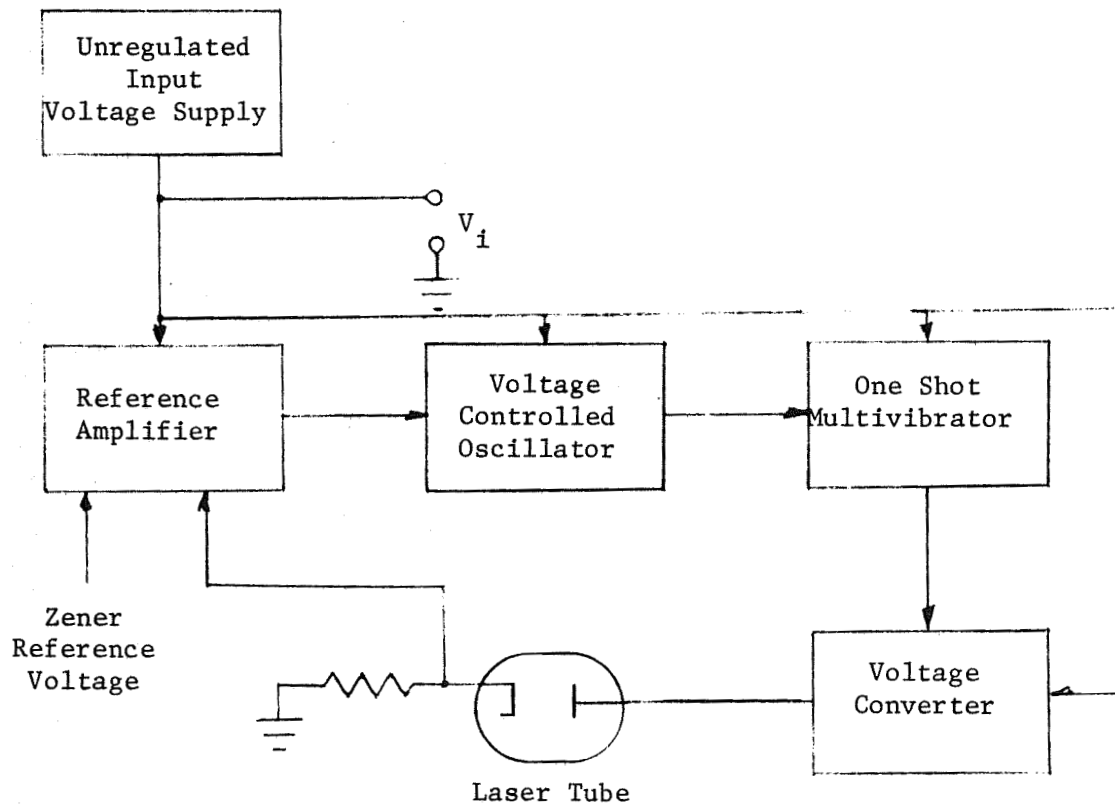 Unregulated
Input
Voltage Supply
V_i
Reference
Amplifier
Voltage
Controlled
Oscillator
One Shot
Multivibrator
Zener
Reference
Voltage
Voltage
Converter
Laser Tube